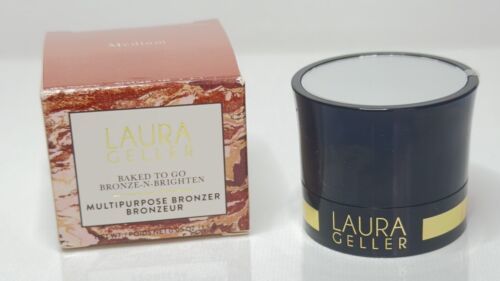 Medium
LAURA
GELLER
BAKED TO GO
BRONZE-N-BRIGHTEN
MULTIPURPOSE BRONZER
BRONZEUR
LAURA
GELLER